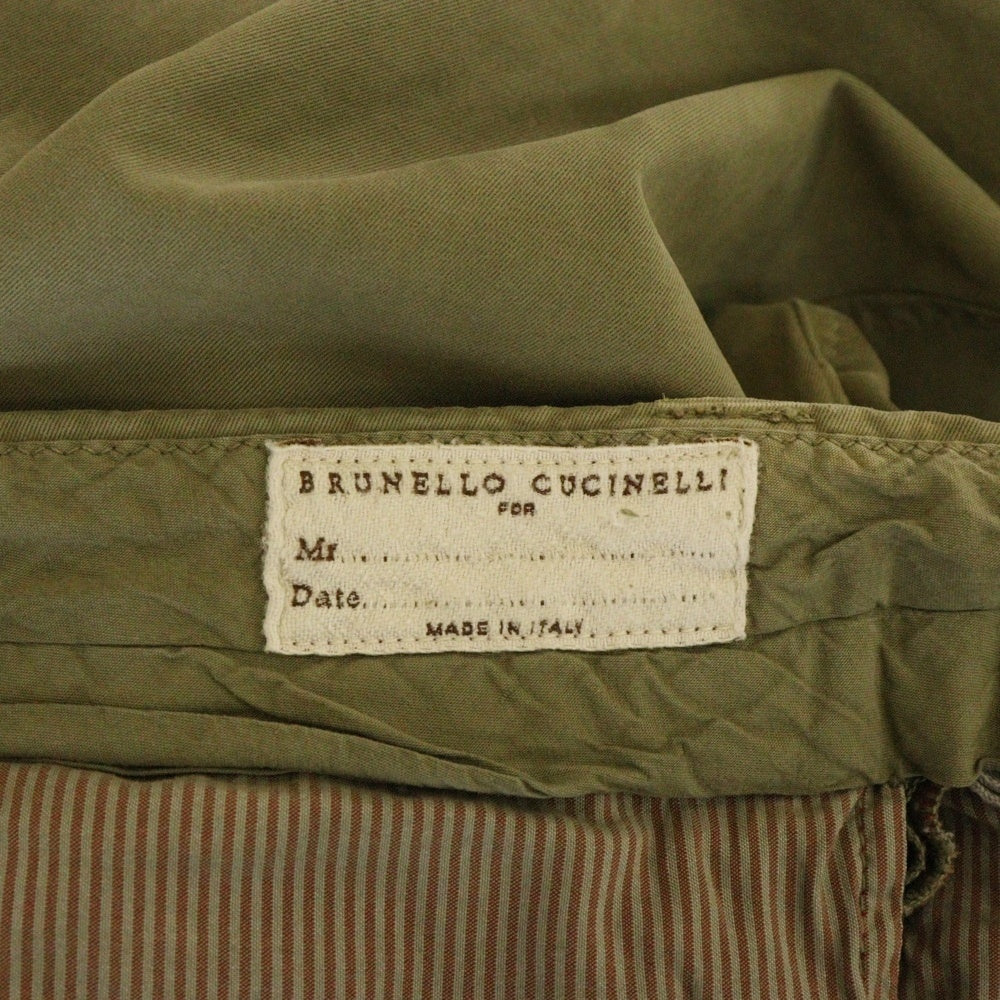 BRUNELLO CUCINELLI
FOR
Mr..............................
Date..............................
MADE IN ITALY